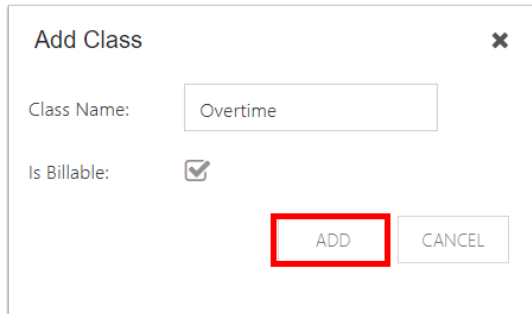 Add Class
Class Name: Overtime
Is Billable:
ADD CANCEL